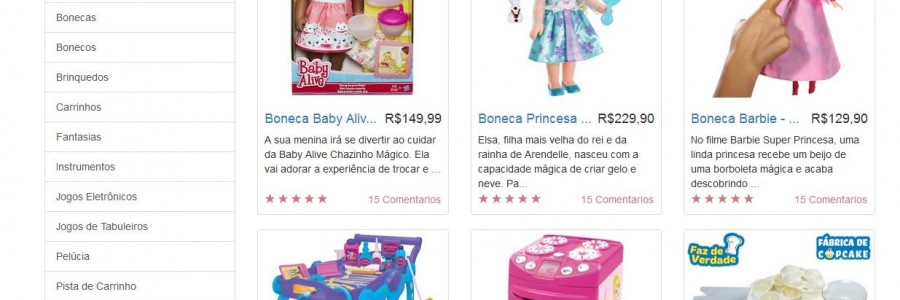 Bonecas
Bonecos
Brinquedos
Carrinhos
Fantasias
Instrumentos
Jogos Eletrônicos
Jogos de Tabuleiros
Pelúcia
Pista de Carrinho
Baby
Alive
Boneca Baby Aliv... R$149,99
A sua menina irá se divertir ao cuidar
da Baby Alive Chazinho Mágico. Ela
vai adorar a experiência de trocar e ...
★ ★ ★ ★ ★ 15 Comentarios
Boneca Princesa ... R$229,90
Elsa, filha mais velha do rei e da
rainha de Arendelle, nasceu com a
capacidade mágica de criar gelo e
neve. Pa...
★ ★ ★ ★ ★ 15 Comentarios
Boneca Barbie - ... R$129,90
No filme Barbie Super Princesa, uma
linda princesa recebe um beijo de
uma borboleta mágica e acaba
descobrindo ...
★ ★ ★ ★ ★ 15 Comentarios
Faz de
Verdade
FÁBRICA DE
CUPCAKE